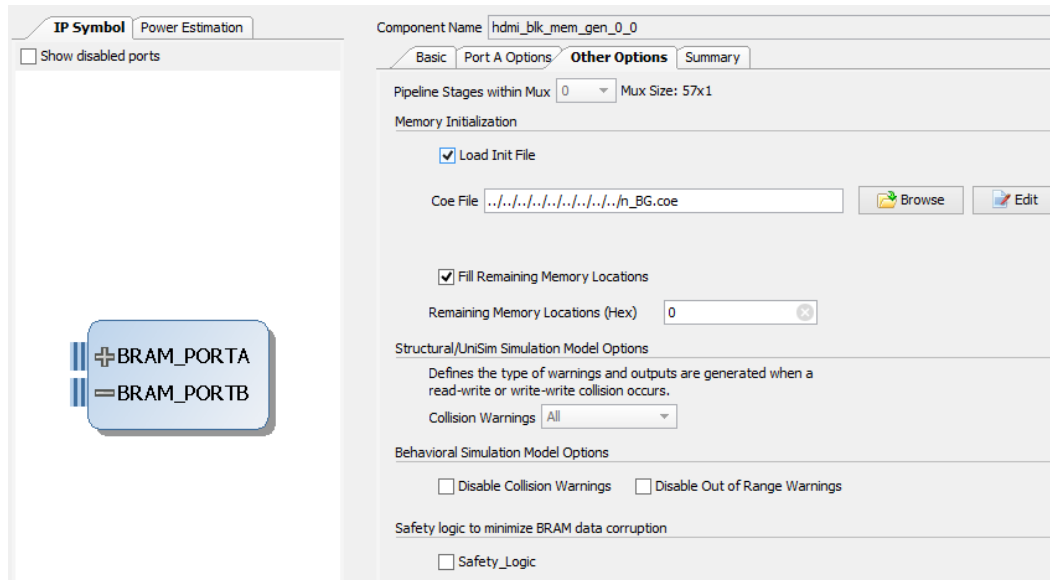 IP Symbol Power Estimation
Show disabled ports
BRAM_PORTA
BRAM_PORTB
Component Name hdmi_blk_mem_gen_0_0
Basic Port A Options Other Options Summary
Pipeline Stages within Mux 0 Mux Size: 57x1
Memory Initialization
Load Init File
Coe File ../../../../../../../../../n_BG.coe Browse Edit
Fill Remaining Memory Locations
Remaining Memory Locations (Hex) 0
Structural/UniSim Simulation Model Options
Defines the type of warnings and outputs are generated when a
read-write or write-write collision occurs.
Collision Warnings All
Behavioral Simulation Model Options
Disable Collision Warnings Disable Out of Range Warnings
Safety logic to minimize BRAM data corruption
Safety_Logic